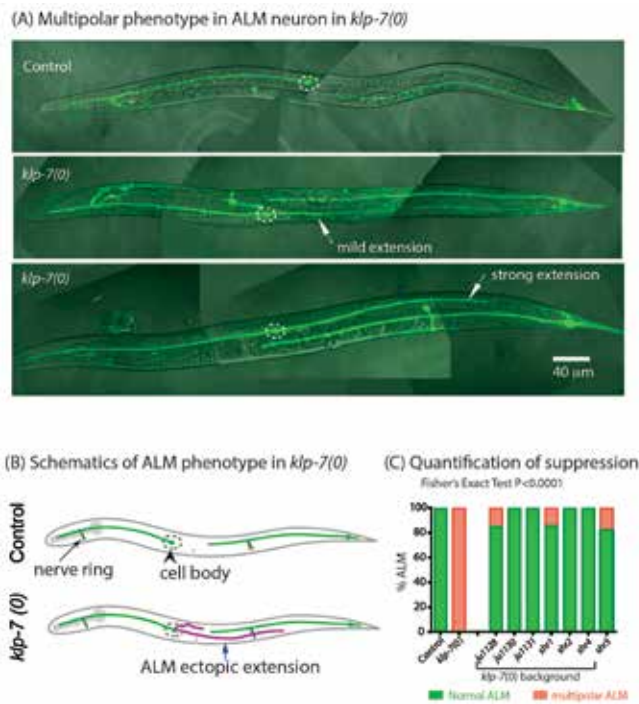 (A) Multipolar phenotype in ALM neuron in klp-7(0)
Control
klp-7(0)
mild extension
klp-7(0)
strong extension
40 µm
(B) Schematics of ALM phenotype in klp-7(0)
Control
nerve ring
cell body
klp-7 (0)
ALM ectopic extension
(C) Quantification of suppression
Fisher's Exact Test P<0.0001
% ALM
100
80
60
40
20
0
Control
klp-7(0)
ju1130
ju1131
klp-7(0) background
Normal ALM
multipolar ALM